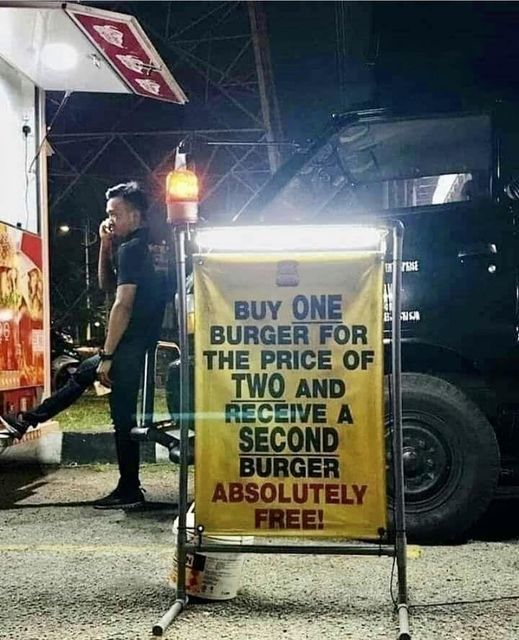 BUY ONE
BURGER FOR
THE PRICE OF
TWO AND
RECEIVE A
SECOND
BURGER
ABSOLUTELY
FREE!